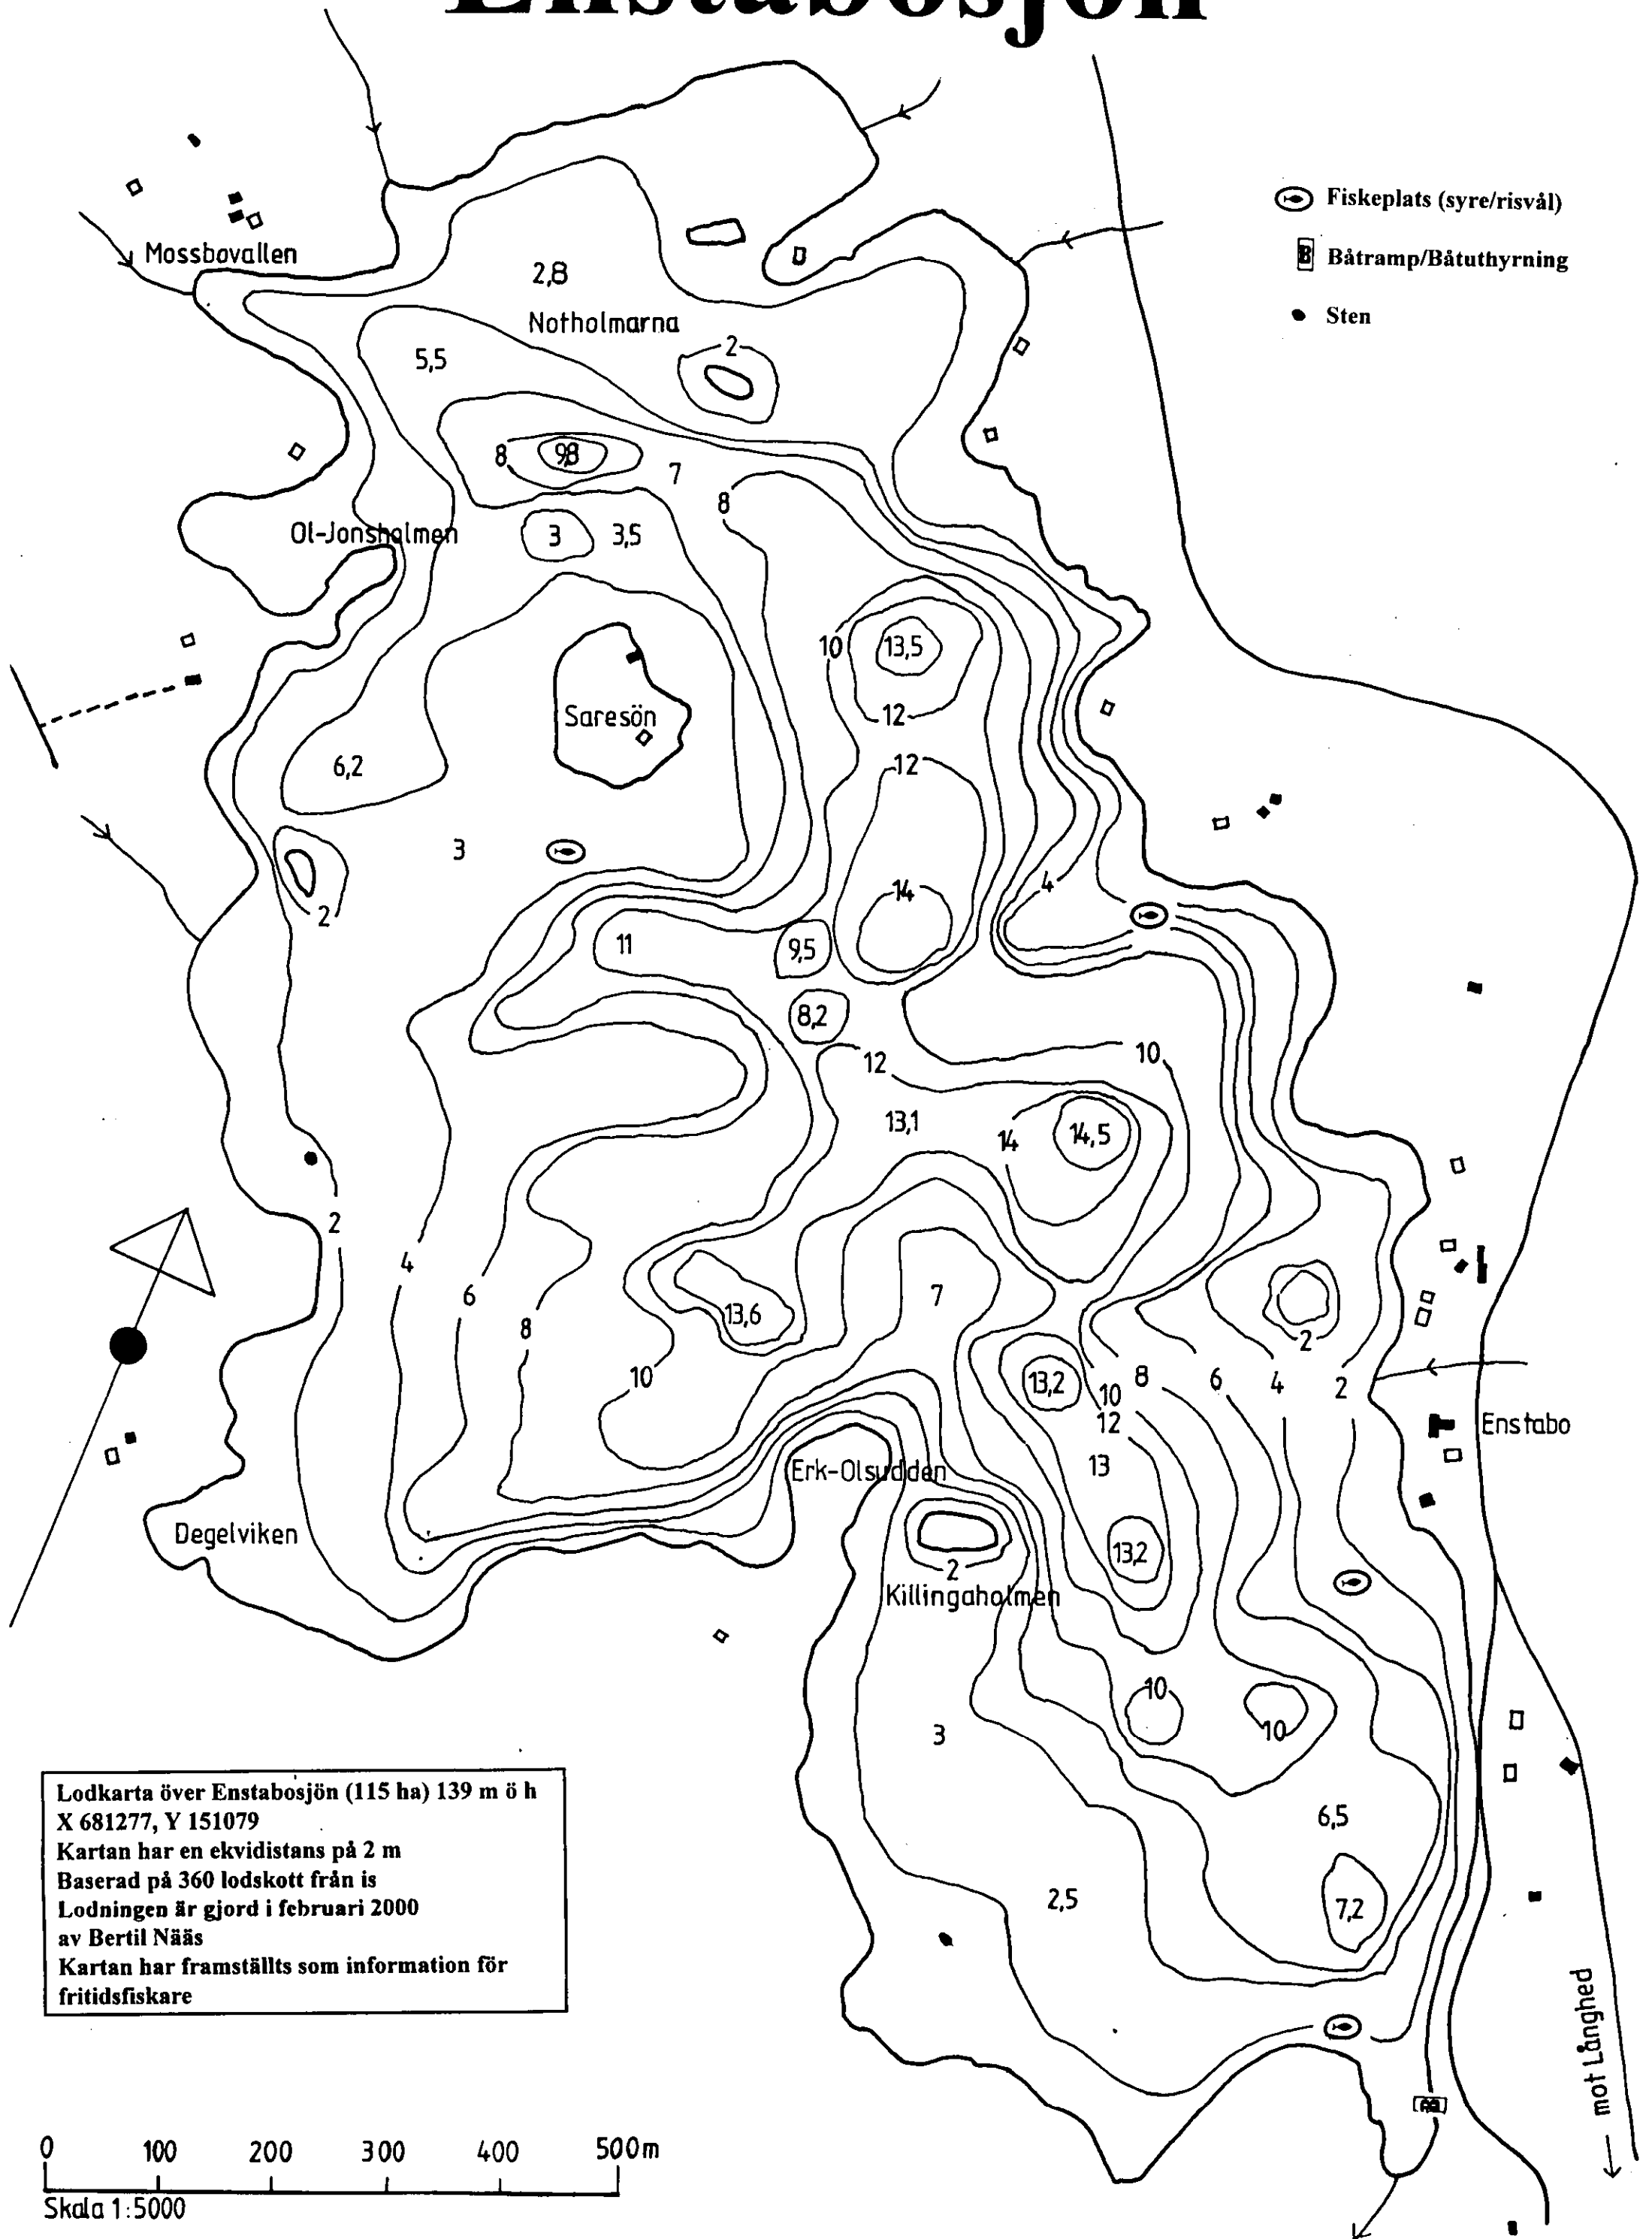 Enstabosjön
Fiskeplats (syre/risvål)
B Båtramp/Båtuthyrning
Sten
Mossbovallen
2,8
Notholmarna
5,5
2
8
9,8
7
8
Ol-Jonsholmen
3
3,5
10
13,5
Saresön
12
6,2
12
3
4
14
2
11
9,5
8,2
12
10
13,1
14
14,5
2
4
6
7
8
13,6
2
10
13,2
10
8
6
4
2
12
Enstabo
13
Erk-Olsudden
Degelviken
13,2
2
Killingaholmen
10
10
3
6,5
2,5
7,2
Lodkarta över Enstabosjön (115 ha) 139 m ö h
X 681277, Y 151079
Kartan har en ekvidistans på 2 m
Baserad på 360 lodskott från is
Lodningen är gjord i februari 2000
av Bertil Nääs
Kartan har framställts som information för
fritidsfiskare
mot Långhed
0 100 200 300 400 500m
Skala 1:5000